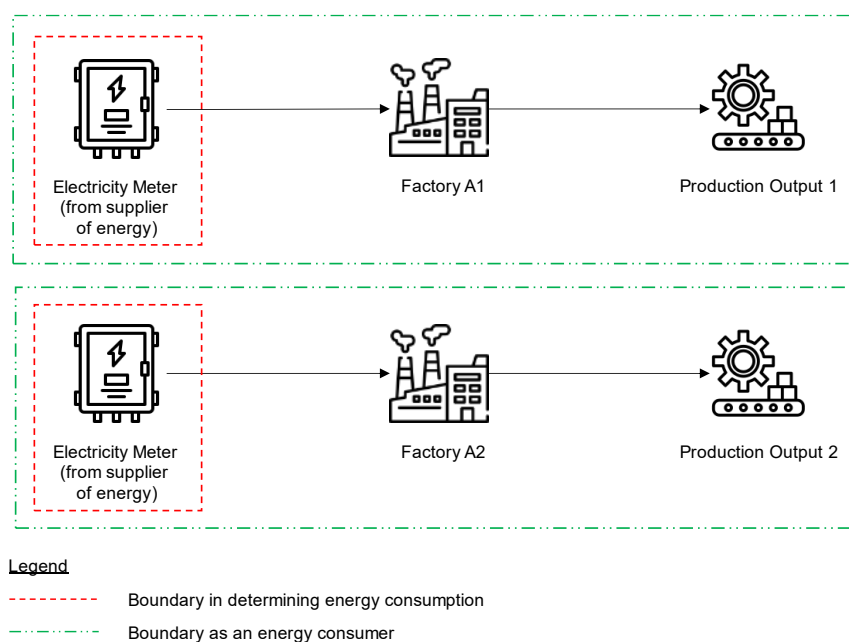 Electricity Meter
(from supplier
of energy)
Factory A1
Production Output 1
Electricity Meter
(from supplier
of energy)
Factory A2
Production Output 2
Legend
Boundary in determining energy consumption
Boundary as an energy consumer